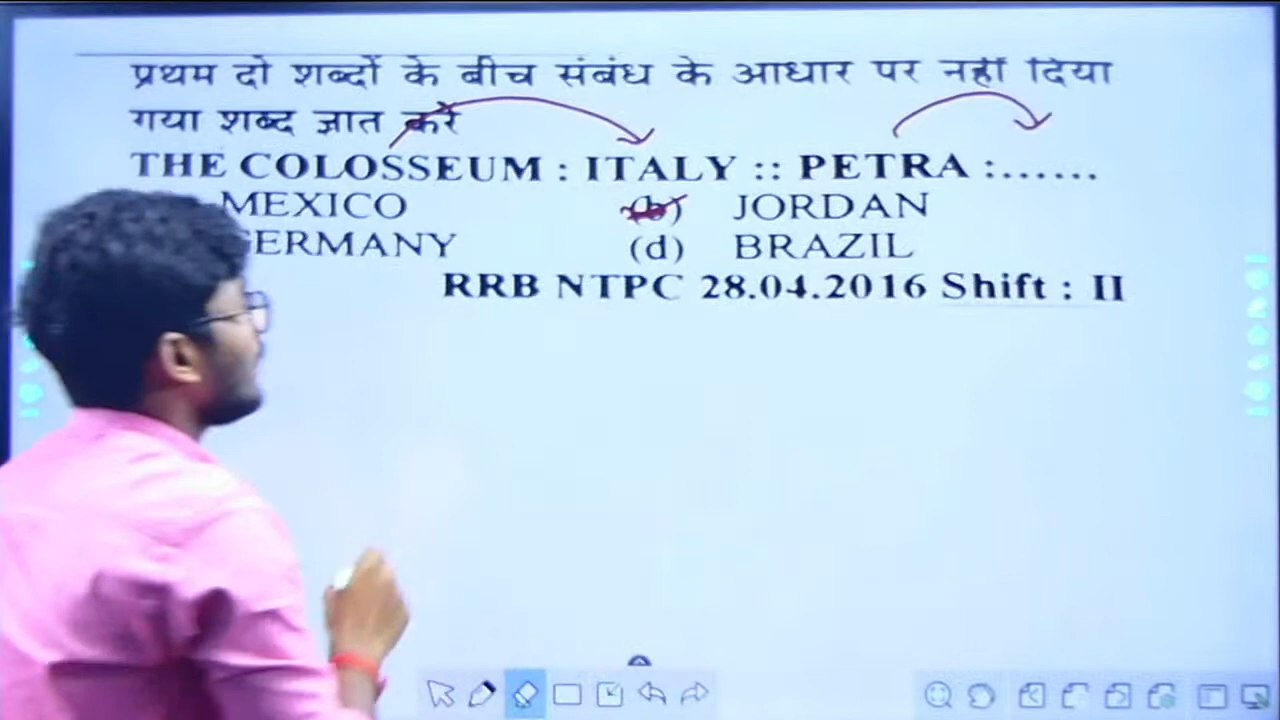 प्रथम दो शब्दों के बीच संबंध के आधार पर नहीं दिया
गया शब्द ज्ञात करें
THE COLOSSEUM : ITALY :: PETRA :......
MEXICO (b) JORDAN
GERMANY (d) BRAZIL
RRB NTPC 28.04.2016 Shift : II